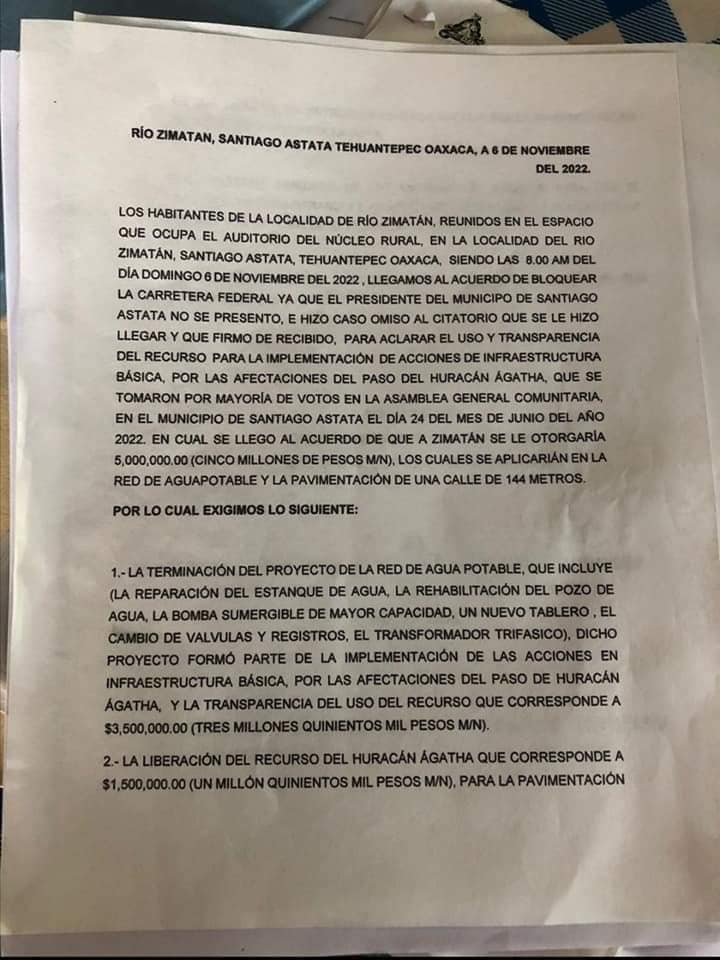 RÍO ZIMATAN, SANTIAGO ASTATA TEHUANTEPEC OAXACA, A 6 DE NOVIEMBRE
DEL 2022.
LOS HABITANTES DE LA LOCALIDAD DE RÍO ZIMATÁN, REUNIDOS EN EL ESPACIO
QUE OCUPA EL AUDITORIO DEL NÚCLEO RURAL, EN LA LOCALIDAD DEL RIO
ZIMATÁN, SANTIAGO ASTATA, TEHUANTEPEC OAXACA, SIENDO LAS 8.00 AM DEL
DÍA DOMINGO 6 DE NOVIEMBRE DEL 2022 , LLEGAMOS AL ACUERDO DE BLOQUEAR
LA CARRETERA FEDERAL YA QUE EL PRESIDENTE DEL MUNICIPO DE SANTIAGO
ASTATA NO SE PRESENTO, E HIZO CASO OMISO AL CITATORIO QUE SE LE HIZO
LLEGAR Y QUE FIRMO DE RECIBIDO, PARA ACLARAR EL USO Y TRANSPARENCIA
DEL RECURSO PARA LA IMPLEMENTACIÓN DE ACCIONES DE INFRAESTRUCTURA
BÁSICA, POR LAS AFECTACIONES DEL PASO DEL HURACÁN ÁGATHA, QUE SE
TOMARON POR MAYORÍA DE VOTOS EN LA ASAMBLEA GENERAL COMUNITARIA,
EN EL MUNICIPIO DE SANTIAGO ASTATA EL DÍA 24 DEL MES DE JUNIO DEL AÑO
2022. EN CUAL SE LLEGO AL ACUERDO DE QUE A ZIMATÁN SE LE OTORGARÍA
5,000,000.00 (CINCO MILLONES DE PESOS M/N), LOS CUALES SE APLICARIÁN EN LA
RED DE AGUAPOTABLE Y LA PAVIMENTACIÓN DE UNA CALLE DE 144 METROS.
POR LO CUAL EXIGIMOS LO SIGUIENTE:
1.- LA TERMINACIÓN DEL PROYECTO DE LA RED DE AGUA POTABLE, QUE INCLUYE
(LA REPARACIÓN DEL ESTANQUE DE AGUA, LA REHABILITACIÓN DEL POZO DE
AGUA, LA BOMBA SUMERGIBLE DE MAYOR CAPACIDAD, UN NUEVO TABLERO , EL
CAMBIO DE VALVULAS Y REGISTROS, EL TRANSFORMADOR TRIFASICO), DICHO
PROYECTO FORMÓ PARTE DE LA IMPLEMENTACIÓN DE LAS ACCIONES EN
INFRAESTRUCTURA BÁSICA, POR LAS AFECTACIONES DEL PASO DE HURACÁN
ÁGATHA, Y LA TRANSPARENCIA DEL USO DEL RECURSO QUE CORRESPONDE A
$3,500,000.00 (TRES MILLONES QUINIENTOS MIL PESOS M/N).
2.- LA LIBERACIÓN DEL RECURSO DEL HURACÁN ÁGATHA QUE CORRESPONDE A
$1,500,000.00 (UN MILLÓN QUINIENTOS MIL PESOS M/N), PARA LA PAVIMENTACIÓN